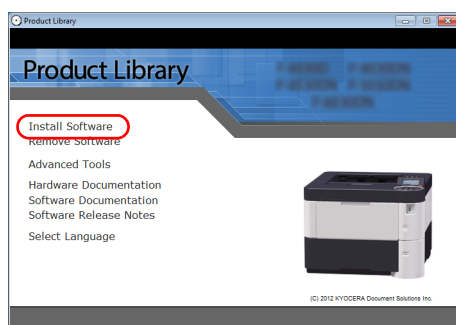 Product Library
Product Library
Install Software
Remove Software
Advanced Tools
Hardware Documentation
Software Documentation
Software Release Notes
Select Language
(C) 2012 KYOCERA Document Solutions Inc.